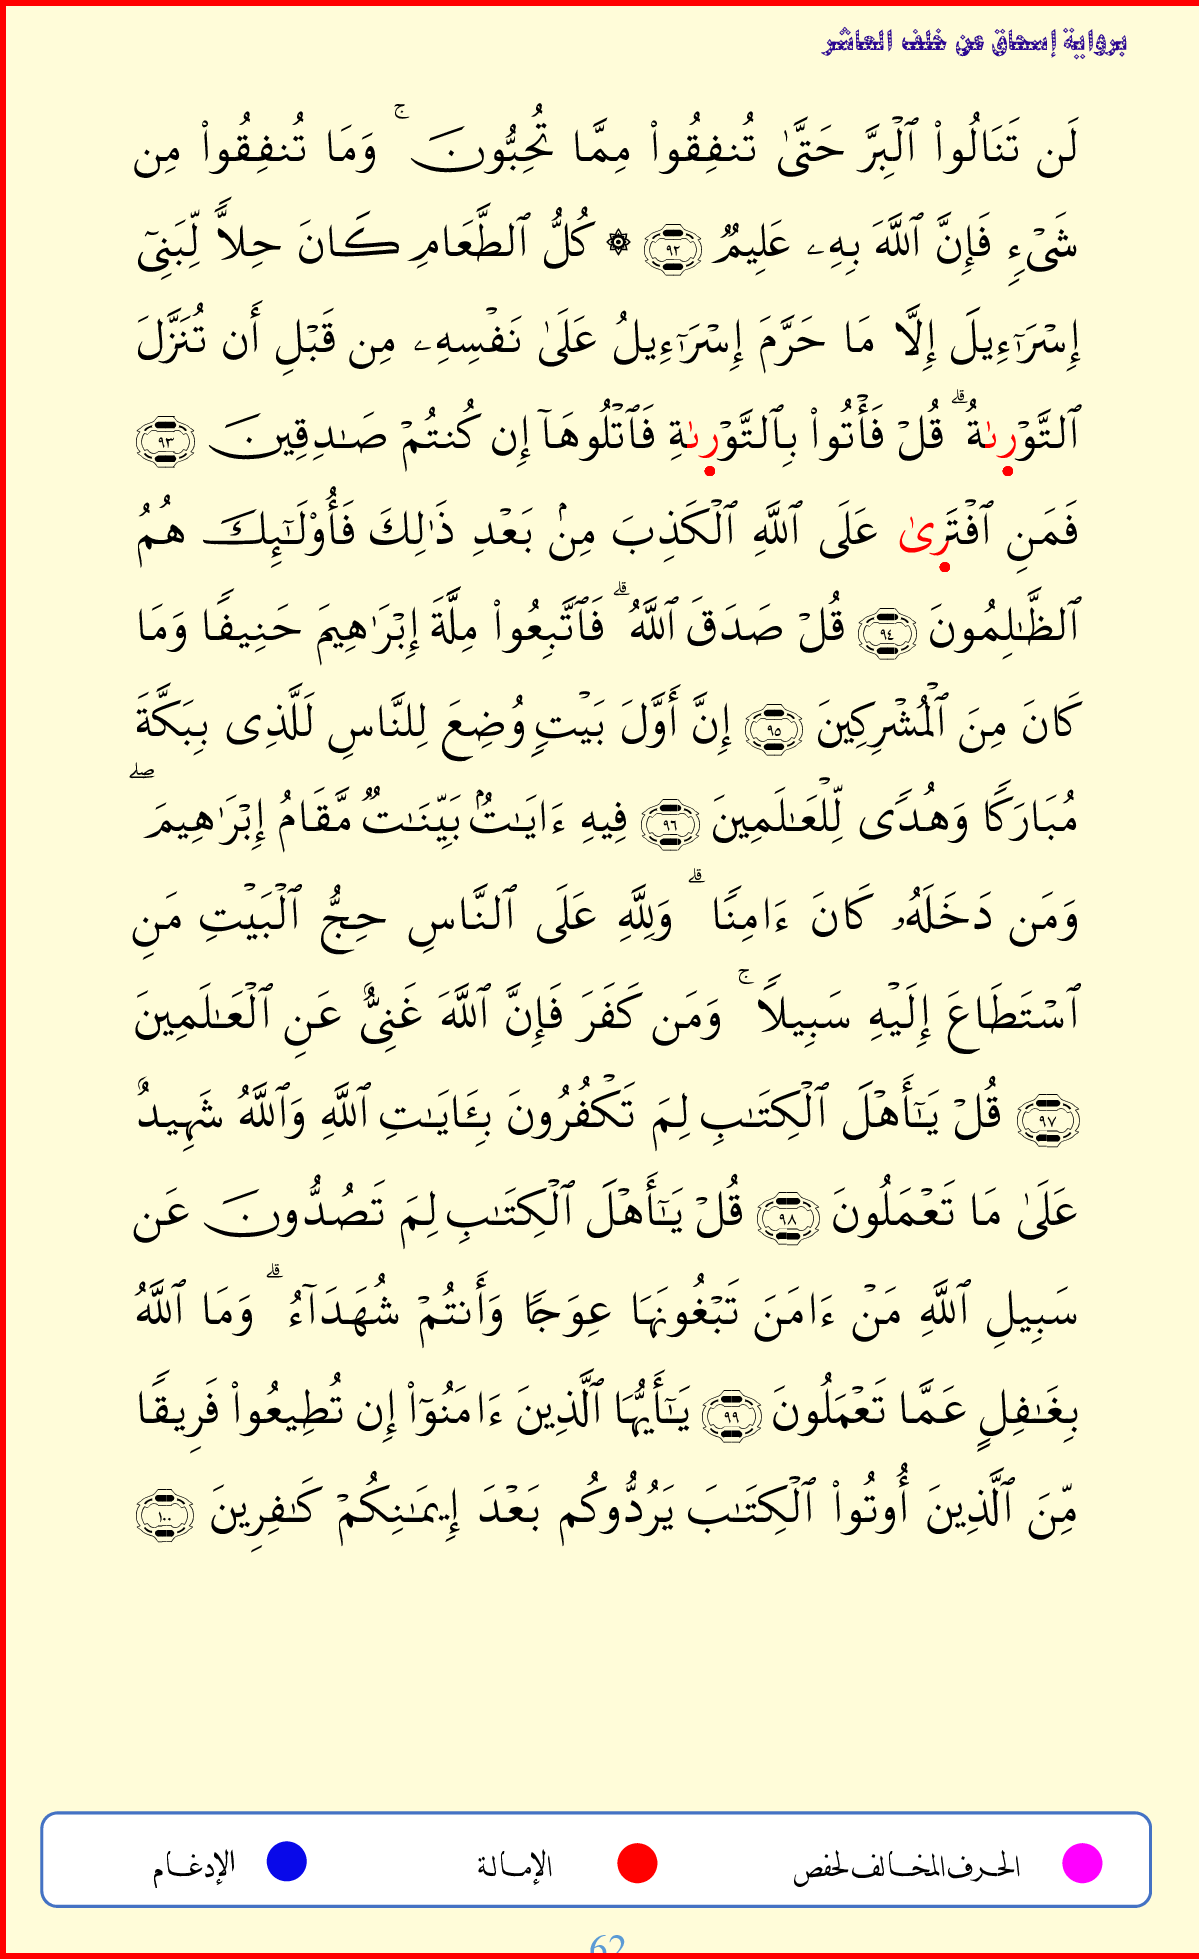 برواية إسحاق عن خلف العاشر
لَن تَنَالُوا۟ ٱلْبِرَّ حَتَّىٰ تُنفِقُوا۟ مِمَّا تُحِبُّونَ ۚ وَمَا تُنفِقُوا۟ مِن
شَىْءٍ فَإِنَّ ٱللَّهَ بِهِۦ عَلِيمٌ ٩٢ ۞ كُلُّ ٱلطَّعَامِ كَانَ حِلًّا لِّبَنِىٓ
إِسْرَٰٓءِيلَ إِلَّا مَا حَرَّمَ إِسْرَٰٓءِيلُ عَلَىٰ نَفْسِهِۦ مِن قَبْلِ أَن تُنَزَّلَ
ٱلتَّوْرِىٰةُ ۗ قُلْ فَأْتُوا۟ بِٱلتَّوْرِىٰةِ فَٱتْلُوهَآ إِن كُنتُمْ صَـٰدِقِينَ ٩٣
فَمَنِ ٱفْتَرِىٰ عَلَى ٱللَّهِ ٱلْكَذِبَ مِنۢ بَعْدِ ذَٰلِكَ فَأُو۟لَـٰٓئِكَ هُمُ
ٱلظَّـٰلِمُونَ ٩٤ قُلْ صَدَقَ ٱللَّهُ ۗ فَٱتَّبِعُوا۟ مِلَّةَ إِبْرَٰهِيمَ حَنِيفًا وَمَا
كَانَ مِنَ ٱلْمُشْرِكِينَ ٩٥ إِنَّ أَوَّلَ بَيْتٍ وُضِعَ لِلنَّاسِ لَلَّذِى بِبَكَّةَ
مُبَارَكًا وَهُدًى لِّلْعَـٰلَمِينَ ٩٦ فِيهِ ءَايَـٰتٌۢ بَيِّنَـٰتٌ مَّقَامُ إِبْرَٰهِيمَ ۖ
وَمَن دَخَلَهُۥ كَانَ ءَامِنًا ۗ وَلِلَّهِ عَلَى ٱلنَّاسِ حِجُّ ٱلْبَيْتِ مَنِ
ٱسْتَطَاعَ إِلَيْهِ سَبِيلًا ۚ وَمَن كَفَرَ فَإِنَّ ٱللَّهَ غَنِىٌّ عَنِ ٱلْعَـٰلَمِينَ
٩٧ قُلْ يَـٰٓأَهْلَ ٱلْكِتَـٰبِ لِمَ تَكْفُرُونَ بِـَٔايَـٰتِ ٱللَّهِ وَٱللَّهُ شَهِيدٌ
عَلَىٰ مَا تَعْمَلُونَ ٩٨ قُلْ يَـٰٓأَهْلَ ٱلْكِتَـٰبِ لِمَ تَصُدُّونَ عَن
سَبِيلِ ٱللَّهِ مَنْ ءَامَنَ تَبْغُونَهَا عِوَجًا وَأَنتُمْ شُهَدَآءُ ۗ وَمَا ٱللَّهُ
بِغَـٰفِلٍ عَمَّا تَعْمَلُونَ ٩٩ يَـٰٓأَيُّهَا ٱلَّذِينَ ءَامَنُوٓا۟ إِن تُطِيعُوا۟ فَرِيقًا
مِّنَ ٱلَّذِينَ أُوتُوا۟ ٱلْكِتَـٰبَ يَرُدُّوكُم بَعْدَ إِيمَـٰنِكُمْ كَـٰفِرِينَ ١٠٠
الحرف المخالف لحفص الإمالة الإدغام
62